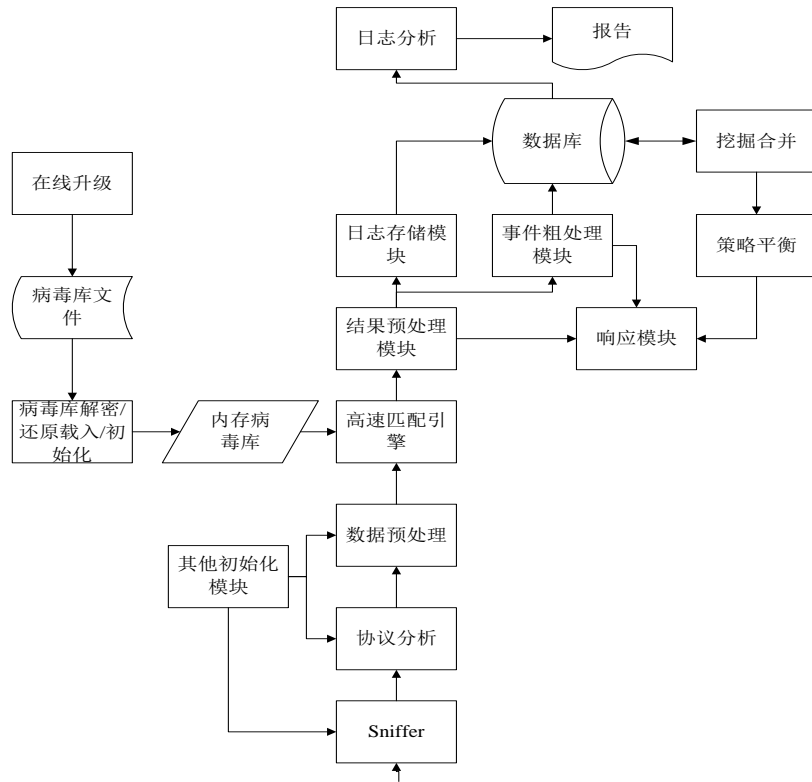 日志分析
报告
数据库
挖掘合并
在线升级
日志存储模
块
事件粗处理
模块
策略平衡
病毒库文
件
结果预处理
模块
响应模块
病毒库解密/
还原载入/初
始化
内存病
毒库
高速匹配引
擎
数据预处理
其他初始化
模块
协议分析
Sniffer